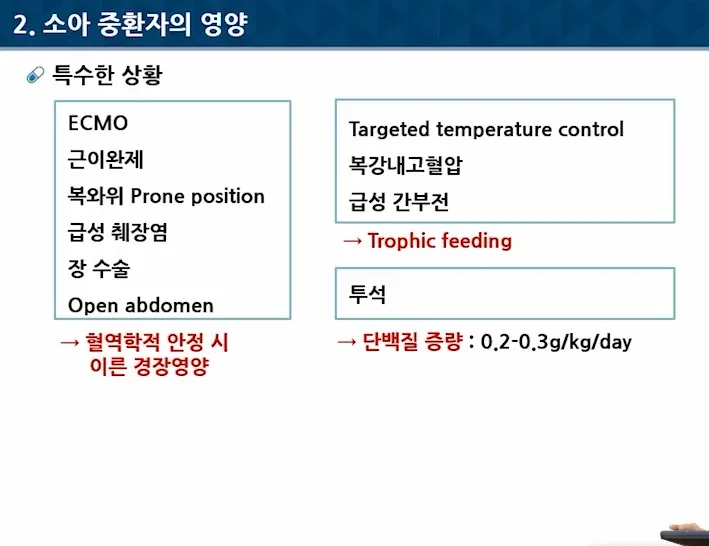 2. 소아 중환자의 영양
특수한 상황
ECMO
근이완제
복와위 Prone position
급성 췌장염
장 수술
Open abdomen
→ 혈역학적 안정 시
이른 경장영양
Targeted temperature control
복강내고혈압
급성 간부전
→ Trophic feeding
투석
→ 단백질 증량 : 0.2-0.3g/kg/day